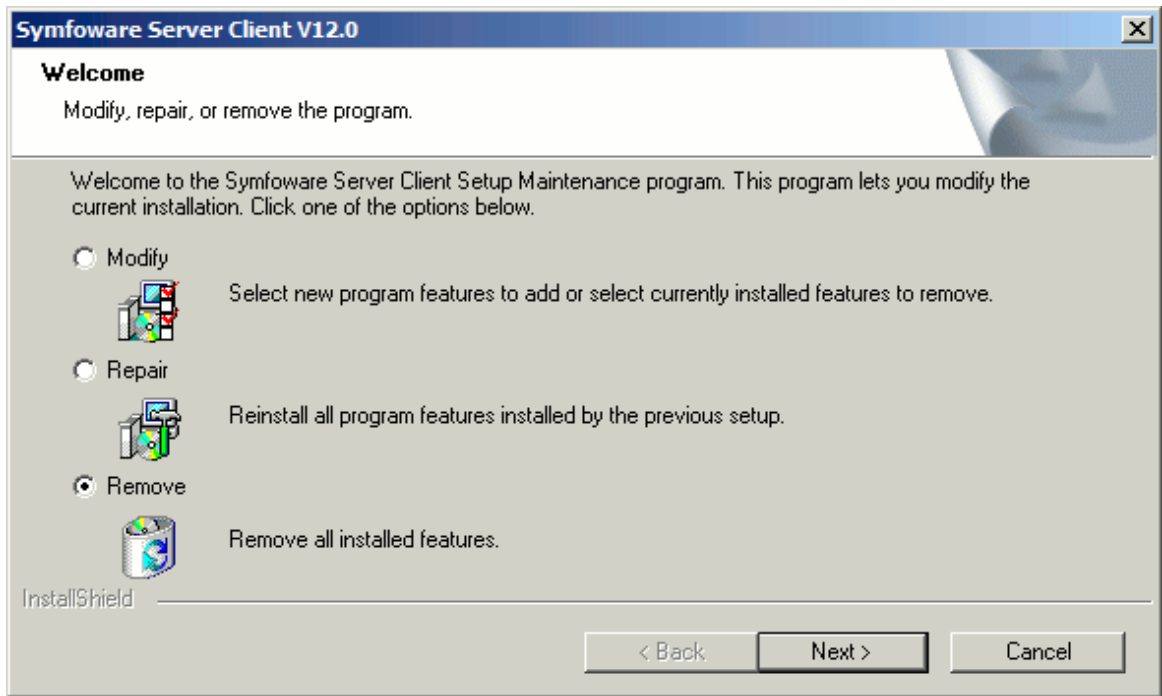 Symfoware Server Client V12.0
Welcome
Modify, repair, or remove the program.
Welcome to the Symfoware Server Client Setup Maintenance program. This program lets you modify the
current installation. Click one of the options below.
Modify
Select new program features to add or select currently installed features to remove.
Repair
Reinstall all program features installed by the previous setup.
Remove
Remove all installed features.
InstallShield
< Back
Next >
Cancel